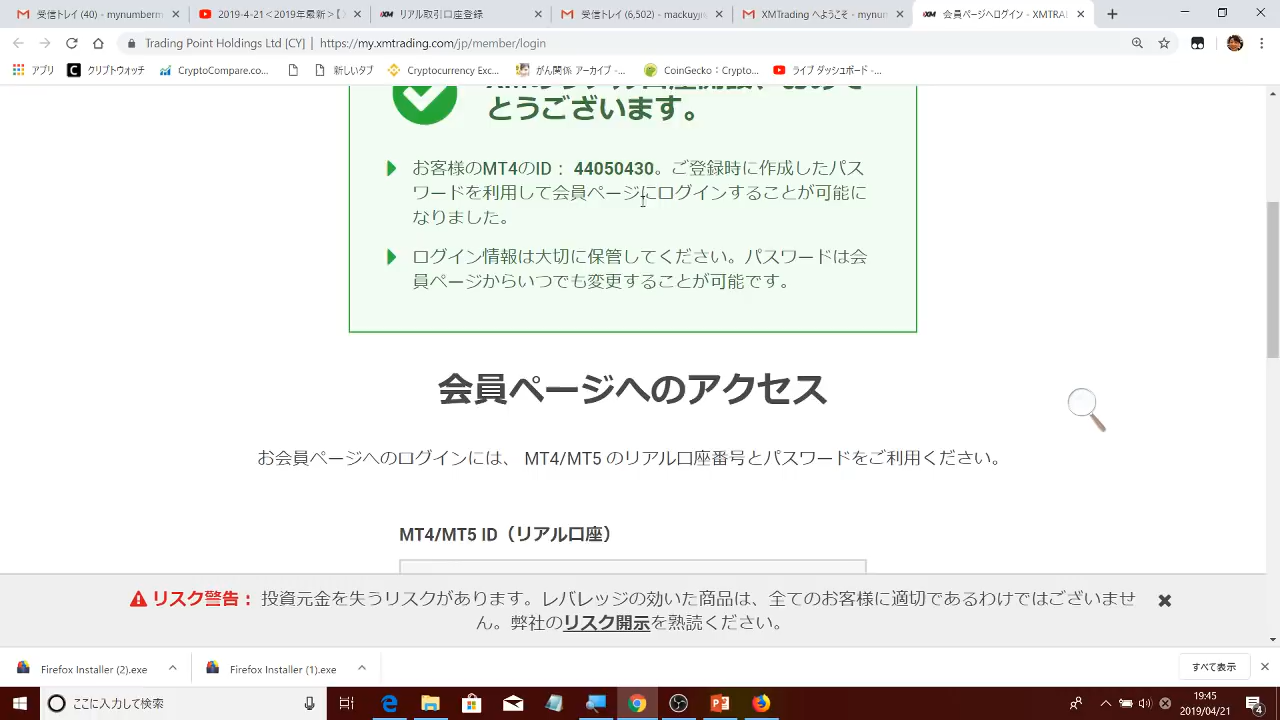 受信トレイ (40) - mynumberm
2019-4-21＜2019年最新＞【X
リアル取引口座登録
受信トレイ (6,502) - mackuyji
XMTrading へようこそ - mynun
会員ページへログイン - XMTRAI
Trading Point Holdings Ltd [CY] | https://my.xmtrading.com/jp/member/login
アプリ クリプトウォッチ CryptoCompare.co... 新しいタブ Cryptocurrency Exc... がん関係 アーカイブ -... CoinGecko：Crypto... ライブ ダッシュボード -...
とうございます。
お客様のMT4のID： 44050430。ご登録時に作成したパス
ワードを利用して会員ページにログインすることが可能に
なりました。
ログイン情報は大切に保管してください。パスワードは会
員ページからいつでも変更することが可能です。
会員ページへのアクセス
お会員ページへのログインには、 MT4/MT5 のリアル口座番号とパスワードをご利用ください。
MT4/MT5 ID（リアル口座）
リスク警告： 投資元金を失うリスクがあります。レバレッジの効いた商品は、全てのお客様に適切であるわけではございませ
ん。弊社のリスク開示を熟読ください。
Firefox Installer (2).exe
Firefox Installer (1).exe
すべて表示
ここに入力して検索
19:45
2019/04/21
4